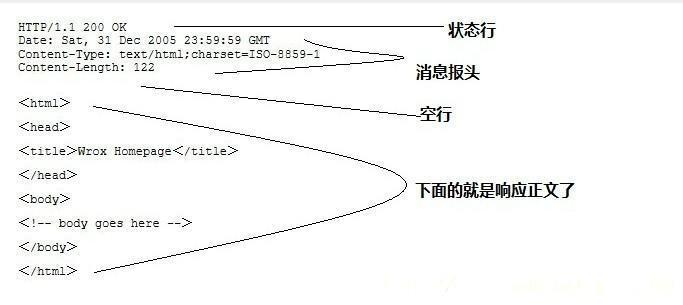 HTTP/1.1 200 OK
状态行
Date: Sat, 31 Dec 2005 23:59:59 GMT
Content-Type: text/html;charset=ISO-8859-1
Content-Length: 122
消息报头
空行
<html>
<head>
<title>Wrox Homepage</title>
</head>
<body>
下面的就是响应正文了
<!-- body goes here -->
</body>
</html>